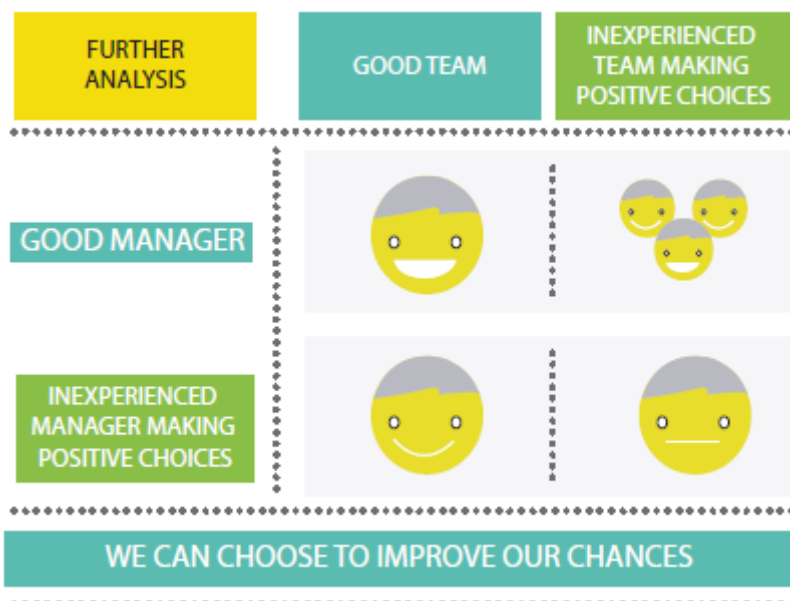 FURTHER
ANALYSIS
GOOD TEAM
INEXPERIENCED
TEAM MAKING
POSITIVE CHOICES
GOOD MANAGER
INEXPERIENCED
MANAGER MAKING
POSITIVE CHOICES
WE CAN CHOOSE TO IMPROVE OUR CHANCES